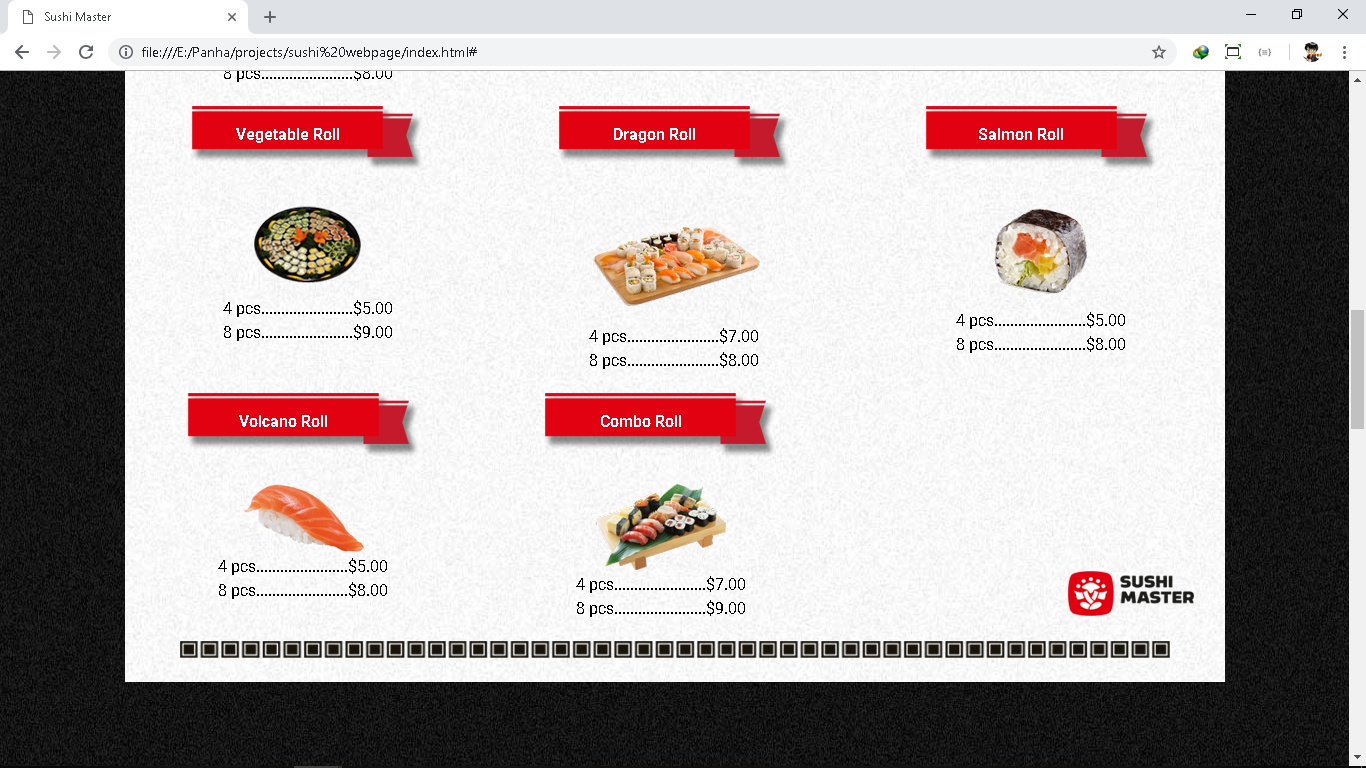 Sushi Master
file:///E:/Panha/projects/sushi%20webpage/index.html#
8 pcs.......................$8.00
Vegetable Roll
Dragon Roll
Salmon Roll
4 pcs.......................$5.00
8 pcs.......................$9.00
4 pcs.......................$7.00
8 pcs.......................$8.00
4 pcs.......................$5.00
8 pcs.......................$8.00
Volcano Roll
Combo Roll
4 pcs.......................$5.00
8 pcs.......................$8.00
4 pcs.......................$7.00
8 pcs.......................$9.00
SUSHI
MASTER